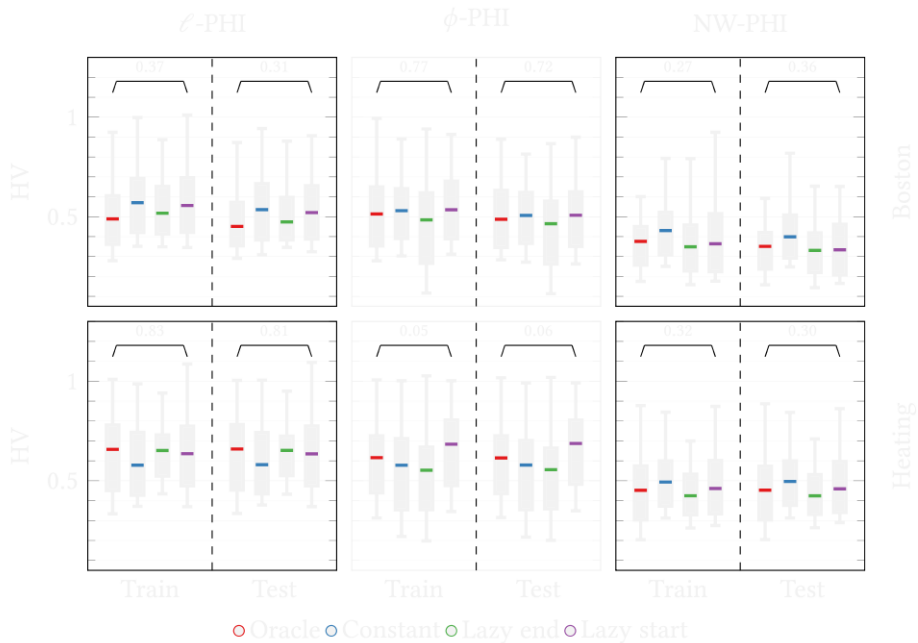 ℓ-PHI ϕ-PHI NW-PHI
0.37 0.31 0.77 0.72 0.27 0.36
1
HV
0.5
Boston
0.83 0.81 0.05 0.06 0.32 0.30
1
HV
0.5
Heating
Train Test Train Test Train Test
Oracle Constant Lazy end Lazy start